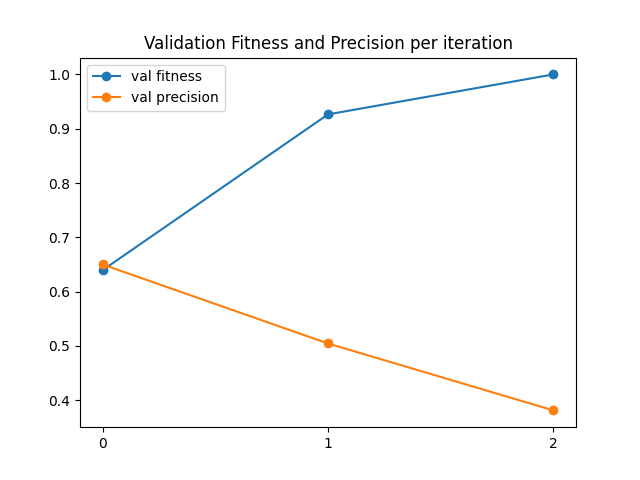 Validation Fitness and Precision per iteration
val fitness
val precision
1.0
0.9
0.8
0.7
0.6
0.5
0.4
0 1 2